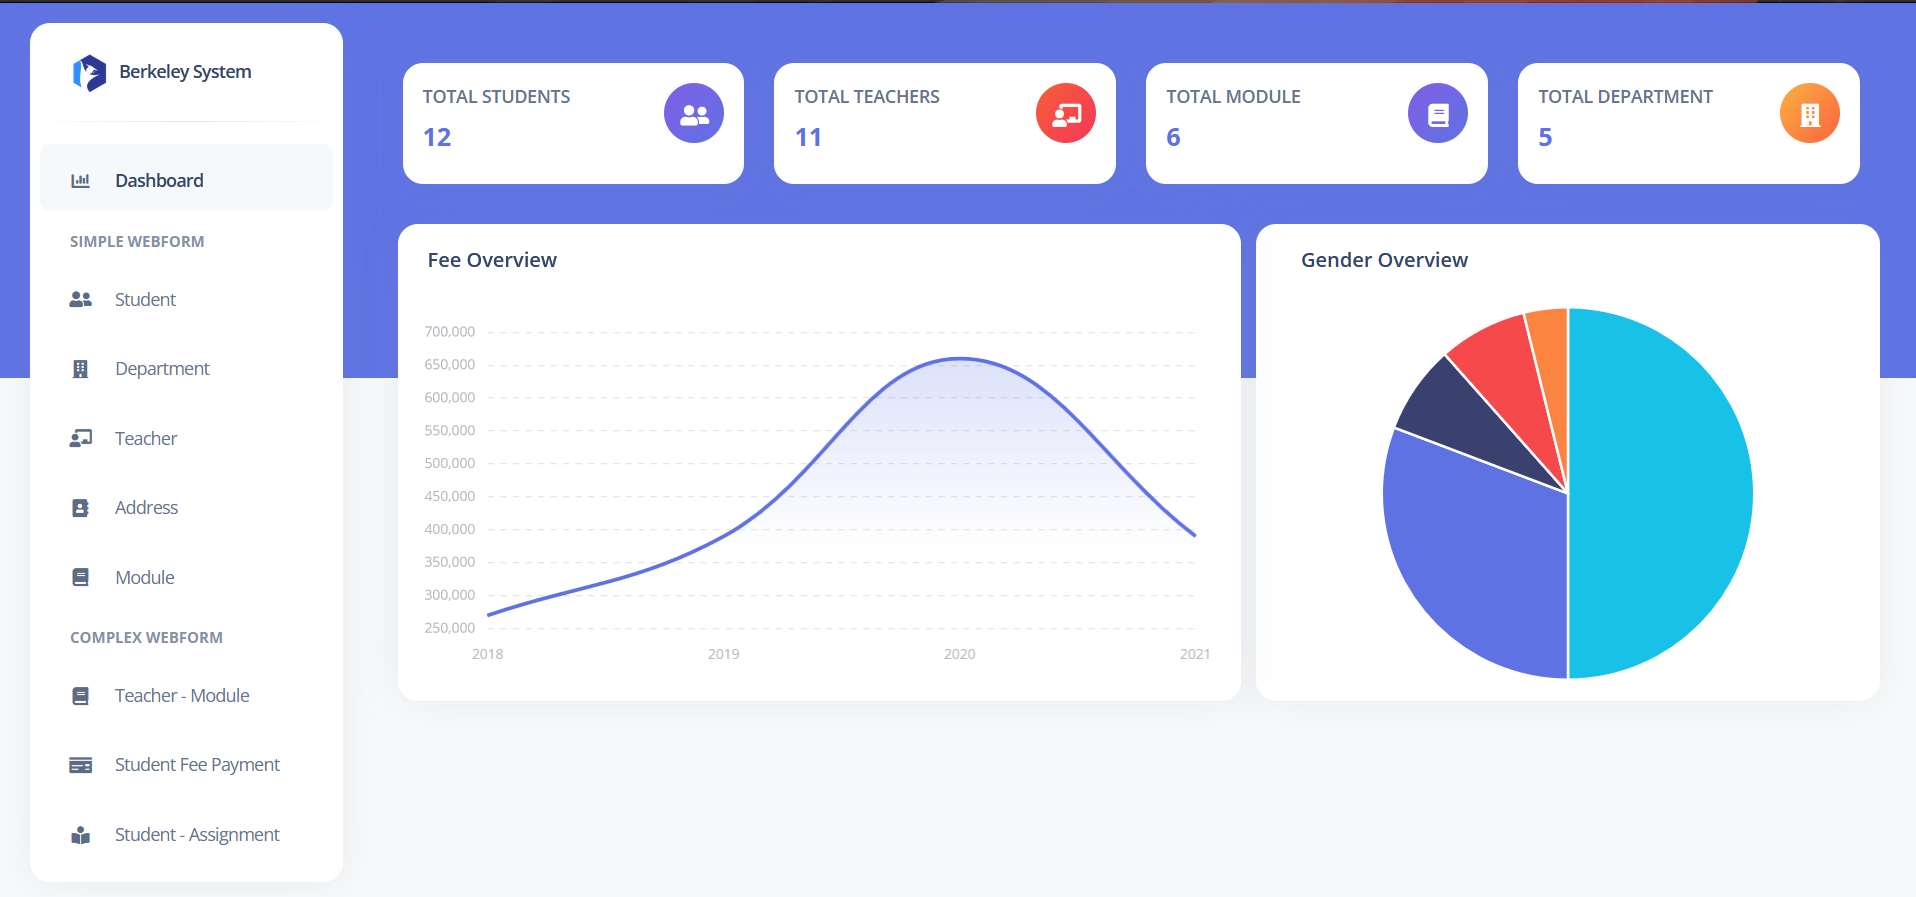 Berkeley System
Dashboard
SIMPLE WEBFORM
Student
Department
Teacher
Address
Module
COMPLEX WEBFORM
Teacher - Module
Student Fee Payment
Student - Assignment
TOTAL STUDENTS
12
TOTAL TEACHERS
11
TOTAL MODULE
6
TOTAL DEPARTMENT
5
Fee Overview
700,000
650,000
600,000
550,000
500,000
450,000
400,000
350,000
300,000
250,000
2018 2019 2020 2021
Gender Overview